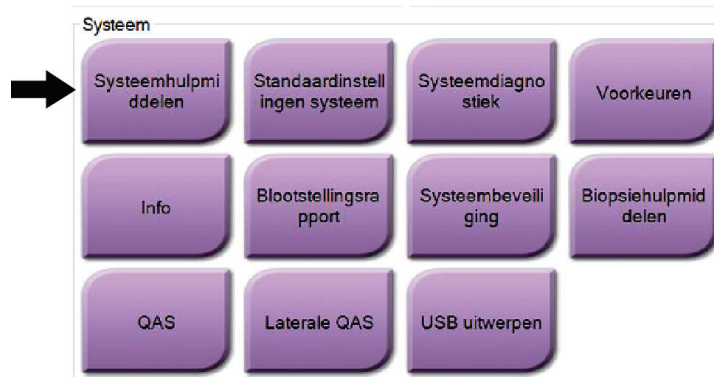 Systeem
Systeemhulpmi
ddelen
Standaardinstell
ingen systeem
Systeemdiagno
stiek
Voorkeuren
Info
Blootstellingsra
pport
Systeembeveili
ging
Biopsiehulpmid
delen
QAS
Laterale QAS
USB uitwerpen